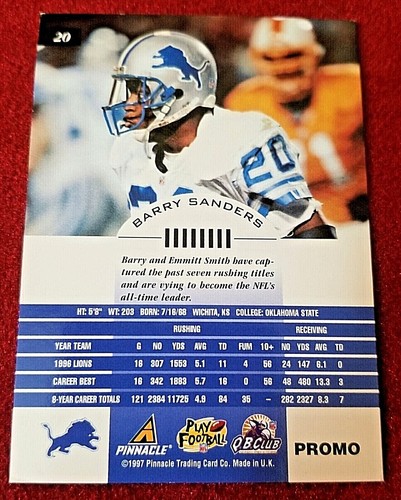 20
20
BARRY SANDERS
Barry and Emmitt Smith have cap-
tured the past seven rushing titles
and are vying to become the NFL's
all-time leader.
HT: 5'8" WT: 203 BORN: 7/16/68 WICHITA, KS COLLEGE: OKLAHOMA STATE
RUSHING RECEIVING
YEAR TEAM G NO YDS AVG TD FUM 10+ NO YDS AVG TD
1996 LIONS 16 307 1553 5.1 11 4 56 24 147 6.1 0
CAREER BEST 16 342 1883 5.7 16 0 56 48 480 13.3 3
8-YEAR CAREER TOTALS 121 2384 11725 4.9 84 35 – 282 2327 8.3 7
PINNACLE PLAY FOOTBALL QB CLUB PROMO
©1997 Pinnacle Trading Card Co. Made in U.K.